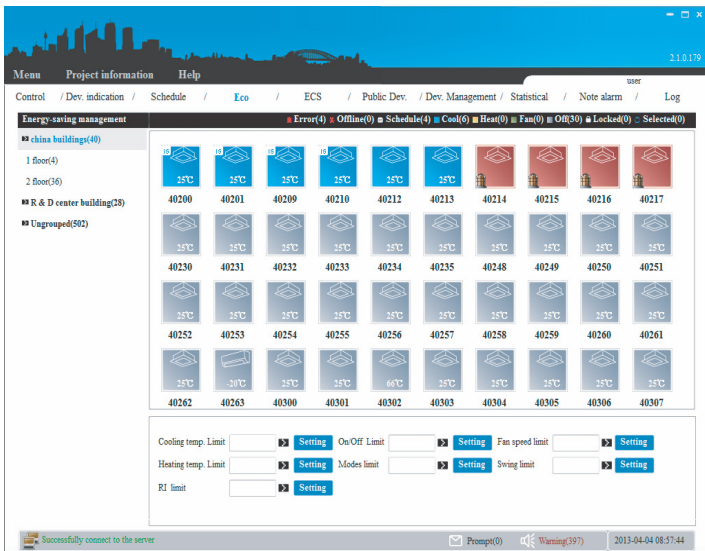 2.1.0.179
Menu Project information Help
user
Control / Dev. indication / Schedule / Eco / ECS / Public Dev. / Dev. Management / Statistical / Note alarm / Log
Energy-saving management
Error(4) Offline(0) Schedule(4) Cool(6) Heat(0) Fan(0) Off(30) Locked(0) Selected(0)
china buildings(40)
1 floor(4)
2 floor(36)
R & D center building(28)
Ungrouped(502)
15 15 15 15
25℃ 25℃ 25℃ 25℃ 25℃ 25℃
40200 40201 40209 40210 40212 40213 40214 40215 40216 40217
25℃ 25℃ 25℃ 25℃ 25℃ 25℃ 25℃ 25℃ 25℃ 25℃
40230 40231 40232 40233 40234 40235 40248 40249 40250 40251
25℃ 25℃ 25℃ 25℃ 25℃ 25℃ 25℃ 25℃ 25℃ 25℃
40252 40253 40254 40255 40256 40257 40258 40259 40260 40261
25℃ -20℃ 25℃ 25℃ 66℃ 25℃ 25℃ 25℃ 25℃ 25℃
40262 40263 40300 40301 40302 40303 40304 40305 40306 40307
Cooling temp. Limit Setting On/Off Limit Setting Fan speed limit Setting
Heating temp. Limit Setting Modes limit Setting Swing limit Setting
RI limit Setting
Successfully connect to the server Prompt(0) Warning(397) 2013-04-04 08:57:44